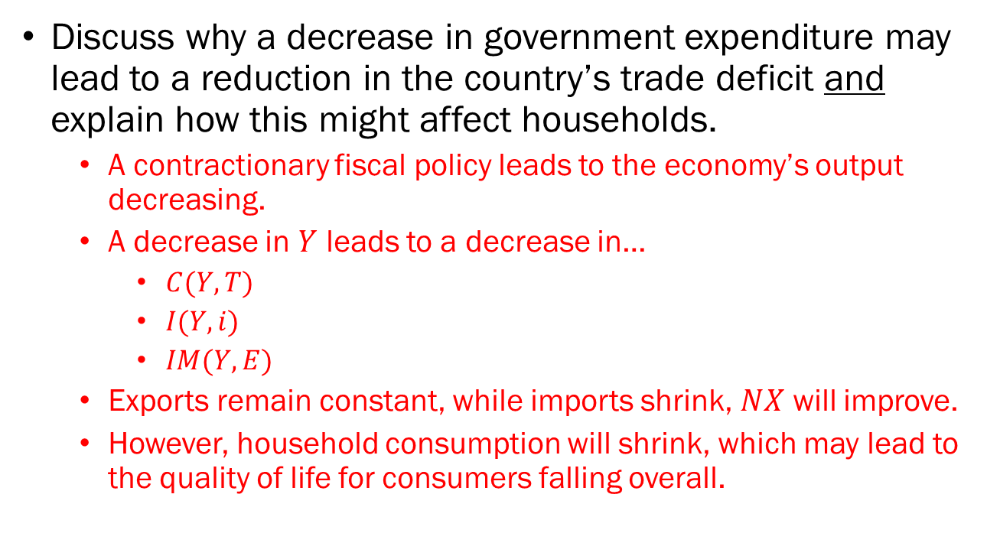 • Discuss why a decrease in government expenditure may
lead to a reduction in the country’s trade deficit and
explain how this might affect households.
• A contractionary fiscal policy leads to the economy’s output
decreasing.
• A decrease in 𝑌 leads to a decrease in…
• 𝐶(𝑌, 𝑇)
• 𝐼(𝑌, 𝑖)
• 𝐼𝑀(𝑌, 𝐸)
• Exports remain constant, while imports shrink, 𝑁𝑋 will improve.
• However, household consumption will shrink, which may lead to
the quality of life for consumers falling overall.